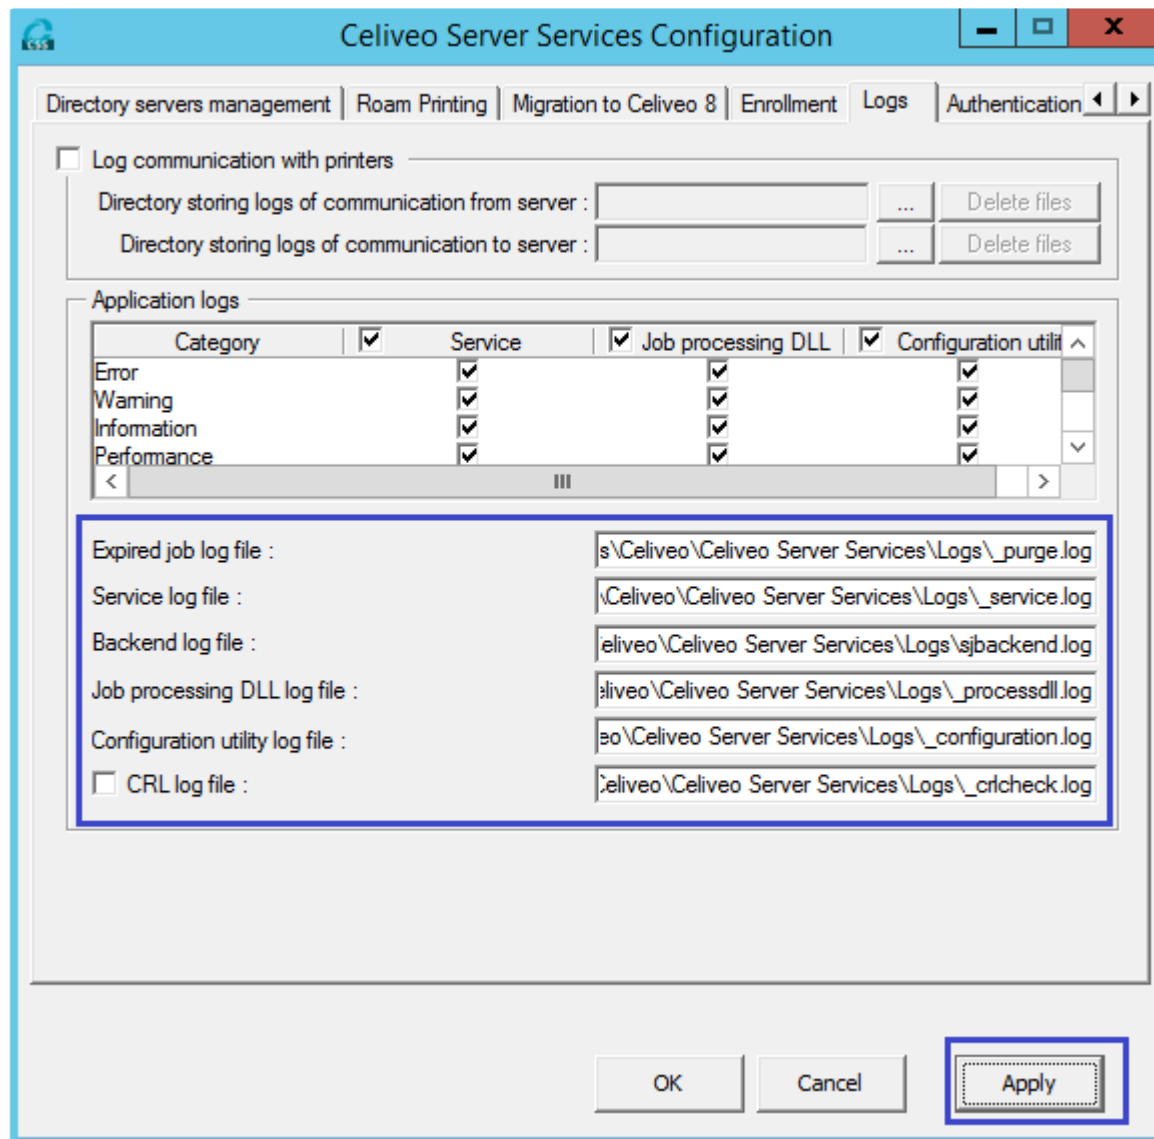 CSS
Celiveo Server Services Configuration
Directory servers management Roam Printing Migration to Celiveo 8 Enrollment Logs Authentication
Log communication with printers
Directory storing logs of communication from server : ... Delete files
Directory storing logs of communication to server : ... Delete files
Application logs
Category Service Job processing DLL Configuration utilit
Error
Warning
Information
Performance
Expired job log file : s\Celiveo\Celiveo Server Services\Logs\_purge.log
Service log file : \Celiveo\Celiveo Server Services\Logs\_service.log
Backend log file : eliveo\Celiveo Server Services\Logs\sjbackend.log
Job processing DLL log file : eliveo\Celiveo Server Services\Logs\_processdll.log
Configuration utility log file : eo\Celiveo Server Services\Logs\_configuration.log
CRL log file : Celiveo\Celiveo Server Services\Logs\_crlcheck.log
OK Cancel Apply